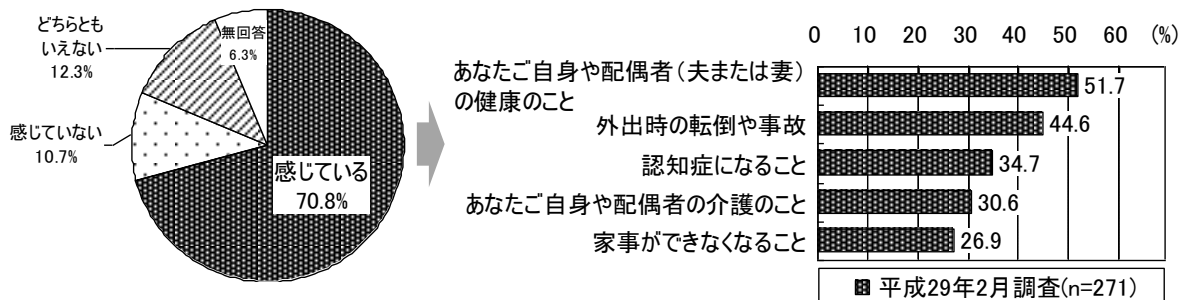 どちらとも
いえない
12.3%
無回答
6.3%
感じていない
10.7%
感じている
70.8%
0 10 20 30 40 50 60 (%)
あなたご自身や配偶者(夫または妻)
の健康のこと
51.7
外出時の転倒や事故
44.6
認知症になること
34.7
あなたご自身や配偶者の介護のこと
30.6
家事ができなくなること
26.9
平成29年2月調査(n=271)